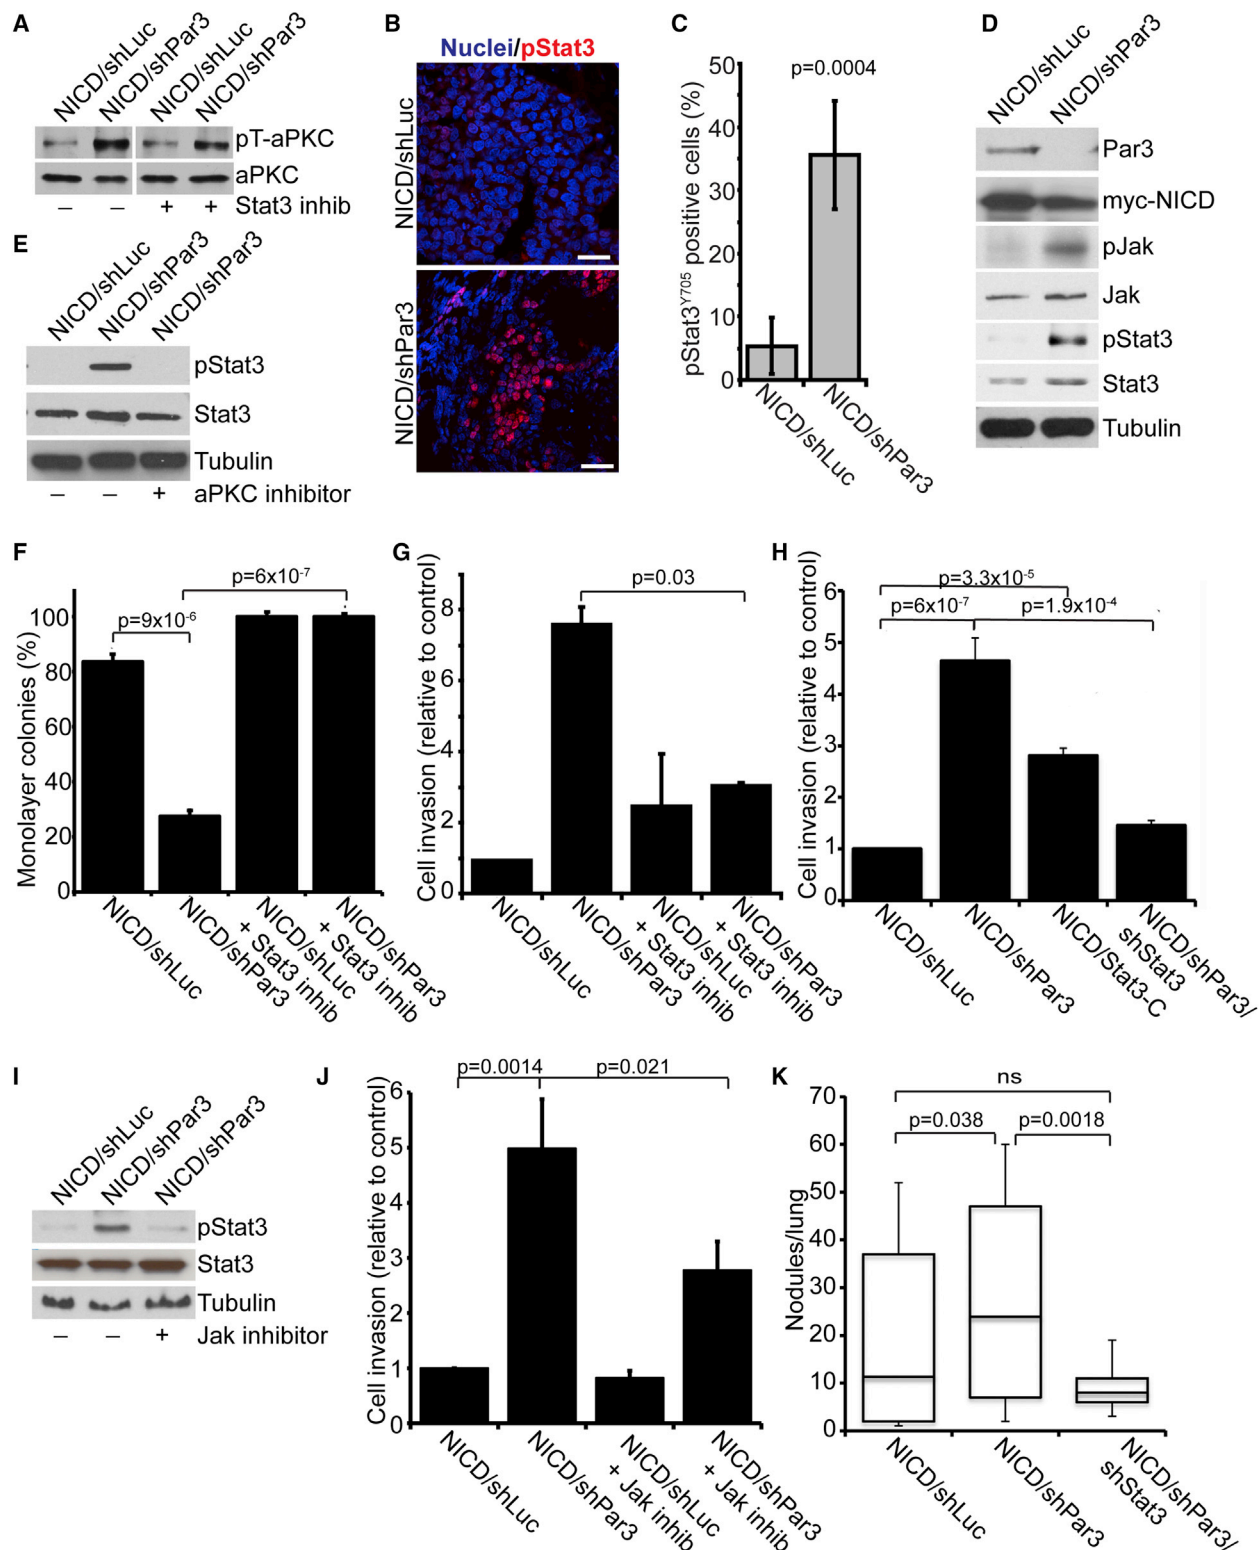 A
NICD/shLuc
NICD/shPar3
NICD/shLuc
NICD/shPar3
pT-aPKC
aPKC
– – + + Stat3 inhib
B
Nuclei/pStat3
NICD/shLuc
NICD/shPar3
C
p=0.0004
pStat3Y705 positive cells (%)
50
40
30
20
10
0
NICD/shLuc
NICD/shPar3
D
NICD/shLuc
NICD/shPar3
Par3
myc-NICD
pJak
Jak
pStat3
Stat3
Tubulin
E
NICD/shLuc
NICD/shPar3
NICD/shPar3
pStat3
Stat3
Tubulin
– – + aPKC inhibitor
F
p=6x10-7
p=9x10-6
Monolayer colonies (%)
100
80
60
40
20
0
NICD/shLuc
NICD/shPar3
NICD/shLuc
+ Stat3 inhib
NICD/shPar3
+ Stat3 inhib
G
p=0.03
Cell invasion (relative to control)
8
6
4
2
0
NICD/shLuc
NICD/shPar3
NICD/shLuc
+ Stat3 inhib
NICD/shPar3
+ Stat3 inhib
H
p=3.3x10-5
p=6x10-7
p=1.9x10-4
Cell invasion (relative to control)
6
5
4
3
2
1
0
NICD/shLuc
NICD/shPar3
NICD/Stat3-C
NICD/shPar3/
shStat3
I
NICD/shLuc
NICD/shPar3
NICD/shPar3
pStat3
Stat3
Tubulin
– – + Jak inhibitor
J
p=0.0014
p=0.021
Cell invasion (relative to control)
6
5
4
3
2
1
0
NICD/shLuc
NICD/shPar3
NICD/shLuc
+ Jak inhib
NICD/shPar3
+ Jak inhib
K
ns
p=0.038
p=0.0018
Nodules/lung
70
60
50
40
30
20
10
0
NICD/shLuc
NICD/shPar3
NICD/shPar3/
shStat3